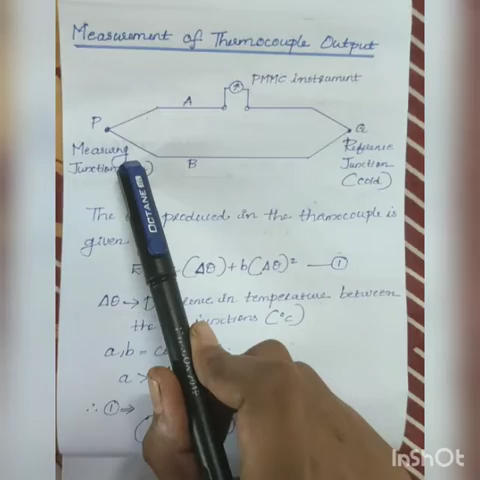 Measurement of Thermocouple Output
PMMC instrument
A
P
Q
Measuring
Junction
Reference
Junction
(cold)
B
OCTANE
The produced in the thermocouple is
given
(Δθ) + b(Δθ)² — ①
Δθ → in temperature between
the junctions (°c)
a, b =
a >
∴ ① ⇒
InShOt